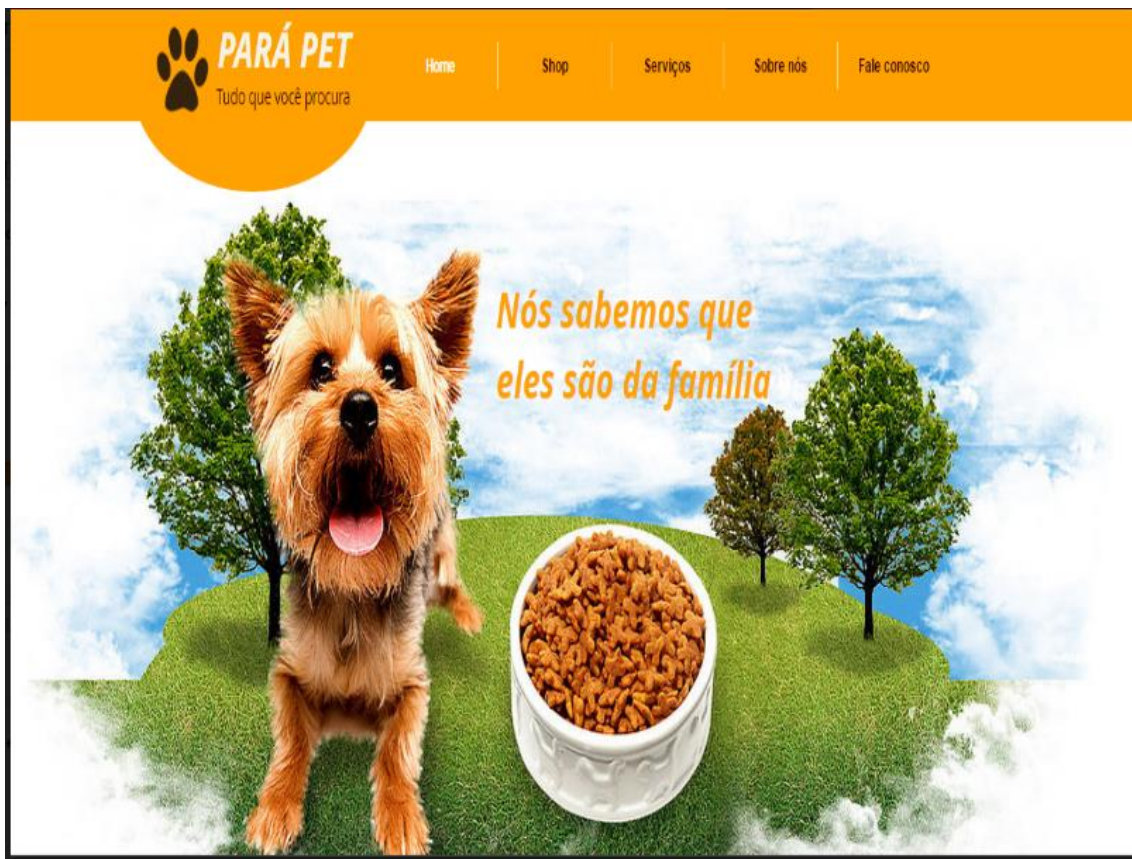 PARÁ PET
Tudo que você procura
Home
Shop
Serviços
Sobre nós
Fale conosco
Nós sabemos que
eles são da família